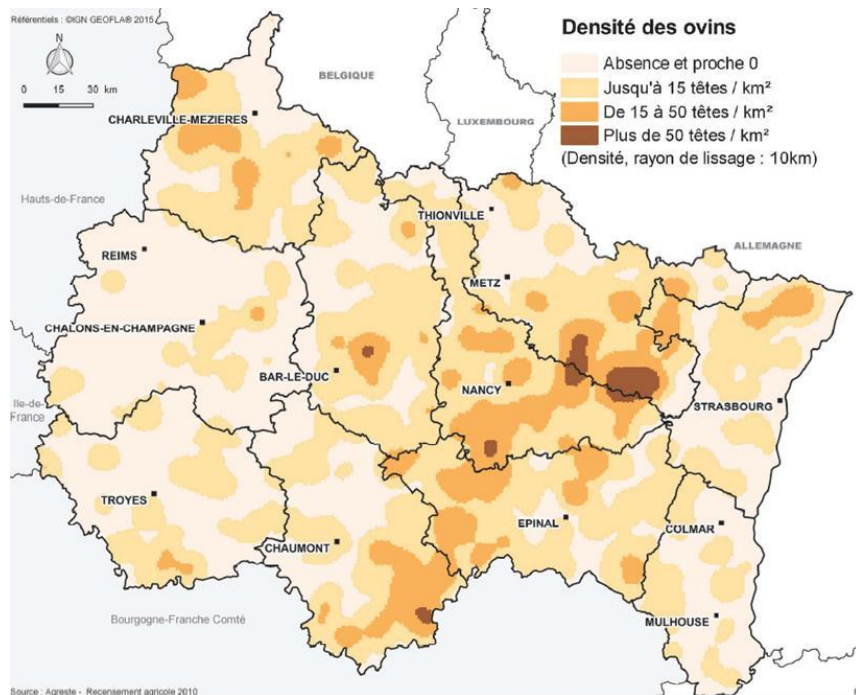 Référentiels : ©IGN GEOFLA® 2015
Densité des ovins
N
Absence et proche 0
BELGIQUE
Jusqu'à 15 têtes / km²
0 15 30 km
De 15 à 50 têtes / km²
CHARLEVILLE-MEZIERES
LUXEMBOURG
Plus de 50 têtes / km²
(Densité, rayon de lissage : 10km)
Hauts-de-France
THIONVILLE
ALLEMAGNE
REIMS
METZ
CHALONS-EN-CHAMPAGNE
BAR-LE-DUC
Ile-de-
France
NANCY
STRASBOURG
TROYES
EPINAL
COLMAR
CHAUMONT
Bourgogne-Franche Comté
MULHOUSE
Source : Agreste - Recensement agricole 2010